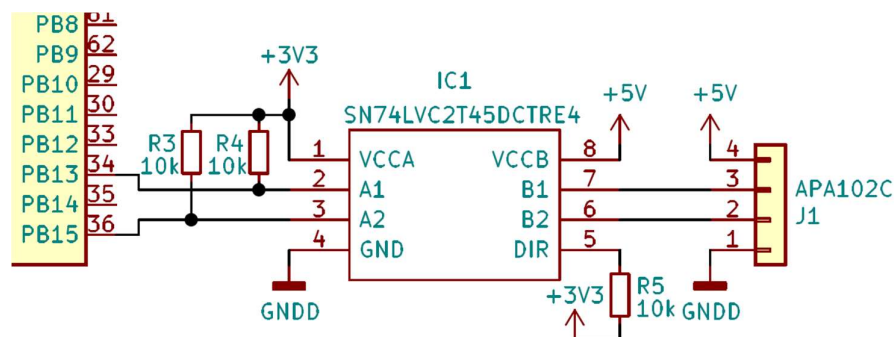 PB8 61
PB9 62
PB10 29
PB11 30
PB12 33
PB13 34
PB14 35
PB15 36
+3V3
R3
10k
R4
10k
IC1
SN74LVC2T45DCTRE4
1 VCCA VCCB 8
2 A1 B1 7
3 A2 B2 6
4 GND DIR 5
GNDD
+5V
+5V
4
3
2
1
APA102C
J1
+3V3
R5
10k
GNDD